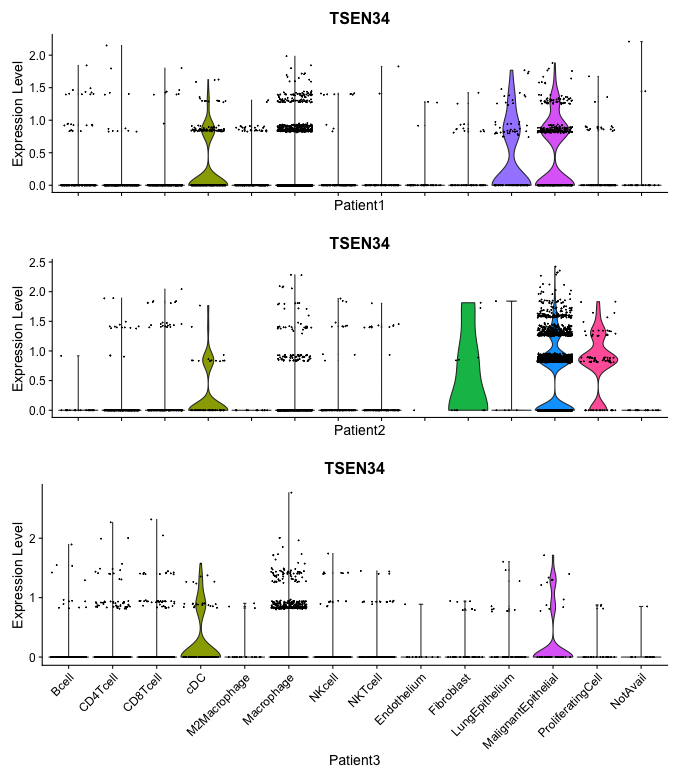 TSEN34
Expression Level
2.0
1.5
1.0
0.5
0.0
Patient1
TSEN34
Expression Level
2.5
2.0
1.5
1.0
0.5
0.0
Patient2
TSEN34
Expression Level
2
1
0
Bcell
CD4Tcell
CD8Tcell
cDC
M2Macrophage
Macrophage
NKcell
NKTcell
Endothelium
Fibroblast
LungEpithelium
MalignantEpithelial
ProliferatingCell
NotAvail
Patient3